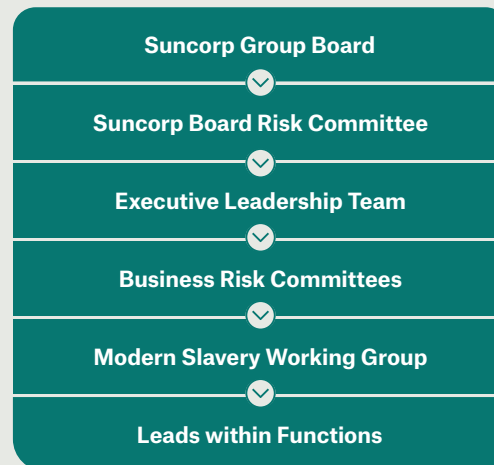 Suncorp Group Board
Suncorp Board Risk Committee
Executive Leadership Team
Business Risk Committees
Modern Slavery Working Group
Leads within Functions